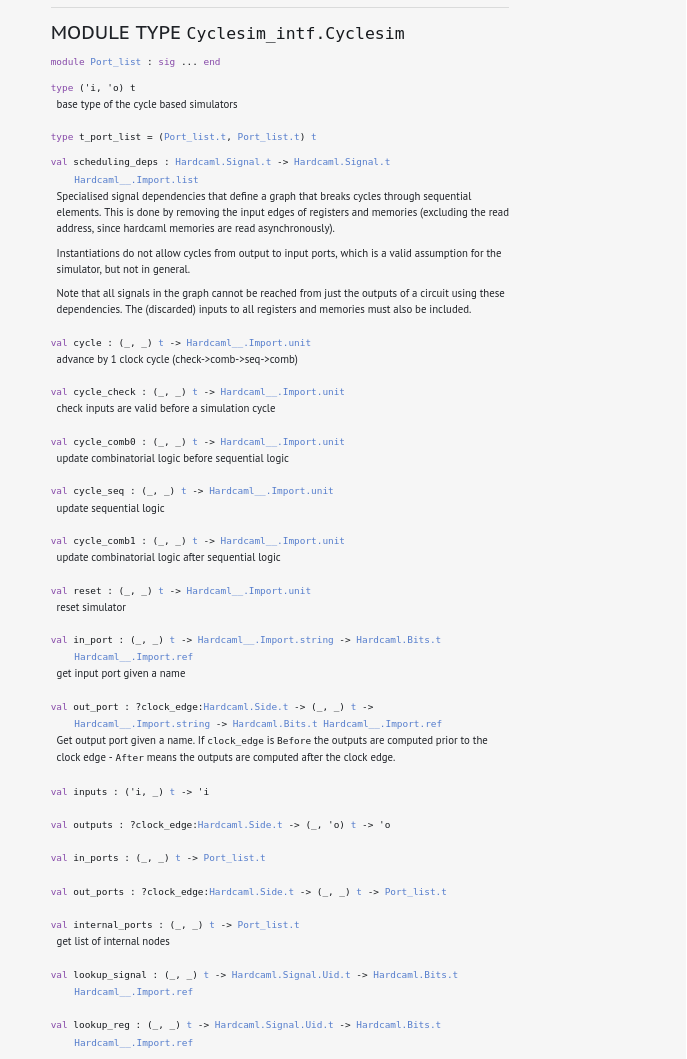 MODULE TYPE Cyclesim_intf.Cyclesim
module Port_list : sig ... end
type ('i, 'o) t
base type of the cycle based simulators
type t_port_list = (Port_list.t, Port_list.t) t
val scheduling_deps : Hardcaml.Signal.t -> Hardcaml.Signal.t
Hardcaml__.Import.list
Specialised signal dependencies that define a graph that breaks cycles through sequential
elements. This is done by removing the input edges of registers and memories (excluding the read
address, since hardcaml memories are read asynchronously).
Instantiations do not allow cycles from output to input ports, which is a valid assumption for the
simulator, but not in general.
Note that all signals in the graph cannot be reached from just the outputs of a circuit using these
dependencies. The (discarded) inputs to all registers and memories must also be included.
val cycle : (_, _) t -> Hardcaml__.Import.unit
advance by 1 clock cycle (check->comb->seq->comb)
val cycle_check : (_, _) t -> Hardcaml__.Import.unit
check inputs are valid before a simulation cycle
val cycle_comb0 : (_, _) t -> Hardcaml__.Import.unit
update combinatorial logic before sequential logic
val cycle_seq : (_, _) t -> Hardcaml__.Import.unit
update sequential logic
val cycle_comb1 : (_, _) t -> Hardcaml__.Import.unit
update combinatorial logic after sequential logic
val reset : (_, _) t -> Hardcaml__.Import.unit
reset simulator
val in_port : (_, _) t -> Hardcaml__.Import.string -> Hardcaml.Bits.t
Hardcaml__.Import.ref
get input port given a name
val out_port : ?clock_edge:Hardcaml.Side.t -> (_, _) t ->
Hardcaml__.Import.string -> Hardcaml.Bits.t Hardcaml__.Import.ref
Get output port given a name. If clock_edge is Before the outputs are computed prior to the
clock edge - After means the outputs are computed after the clock edge.
val inputs : ('i, _) t -> 'i
val outputs : ?clock_edge:Hardcaml.Side.t -> (_, 'o) t -> 'o
val in_ports : (_, _) t -> Port_list.t
val out_ports : ?clock_edge:Hardcaml.Side.t -> (_, _) t -> Port_list.t
val internal_ports : (_, _) t -> Port_list.t
get list of internal nodes
val lookup_signal : (_, _) t -> Hardcaml.Signal.Uid.t -> Hardcaml.Bits.t
Hardcaml__.Import.ref
val lookup_reg : (_, _) t -> Hardcaml.Signal.Uid.t -> Hardcaml.Bits.t
Hardcaml__.Import.ref